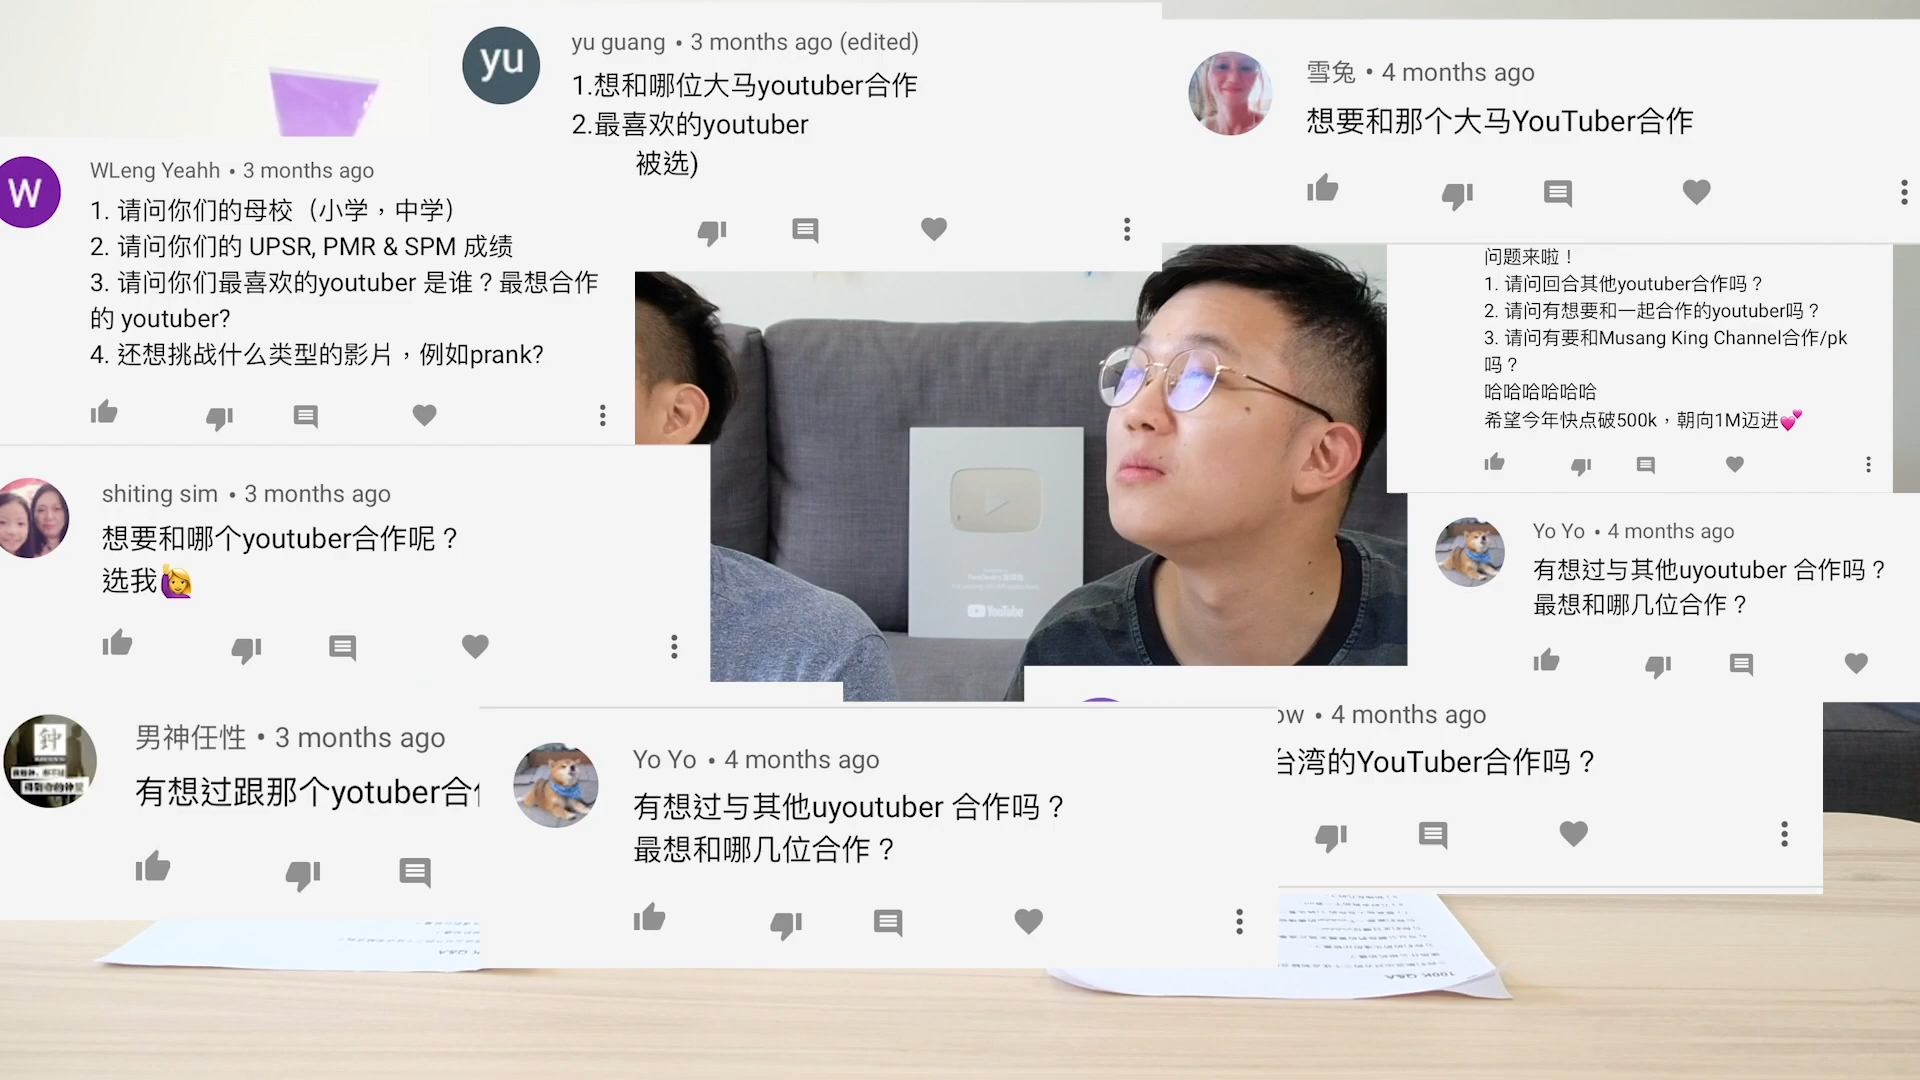 yu
yu guang • 3 months ago (edited)
1.想和哪位大马youtuber合作
2.最喜欢的youtuber
被选)
雪兔 • 4 months ago
想要和那个大马YouTuber合作
W
WLeng Yeahh • 3 months ago
1. 请问你们的母校（小学，中学）
2. 请问你们的 UPSR, PMR & SPM 成绩
3. 请问你们最喜欢的youtuber 是谁？最想合作
的 youtuber?
4. 还想挑战什么类型的影片，例如prank?
问题来啦！
1. 请问回合其他youtuber合作吗？
2. 请问有想要和一起合作的youtuber吗？
3. 请问有要和Musang King Channel合作/pk
吗？
哈哈哈哈哈哈
希望今年快点破500k，朝向1M迈进💕
shiting sim • 3 months ago
想要和哪个youtuber合作呢？
选我🙋‍♀️
YouTube
Yo Yo • 4 months ago
有想过与其他uyoutuber 合作吗？
最想和哪几位合作？
钟
男神任性 • 3 months ago
有想过跟那个yotuber合
Yo Yo • 4 months ago
有想过与其他uyoutuber 合作吗？
最想和哪几位合作？
ow • 4 months ago
台湾的YouTuber合作吗？
100K Q&A